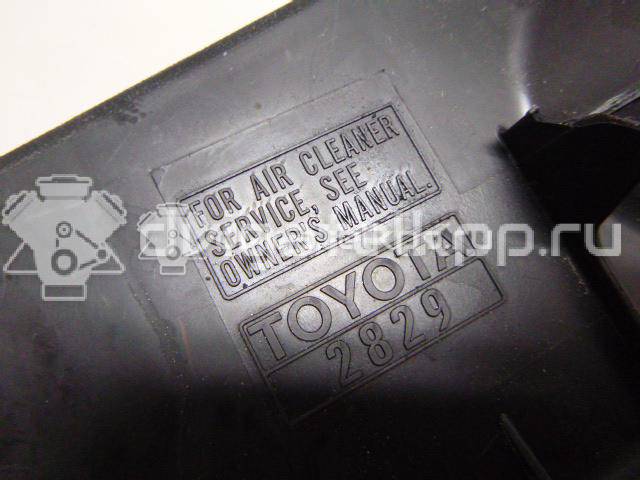 FOR AIR CLEANER
SERVICE, SEE
OWNER'S MANUAL.
TOYOTA
2829